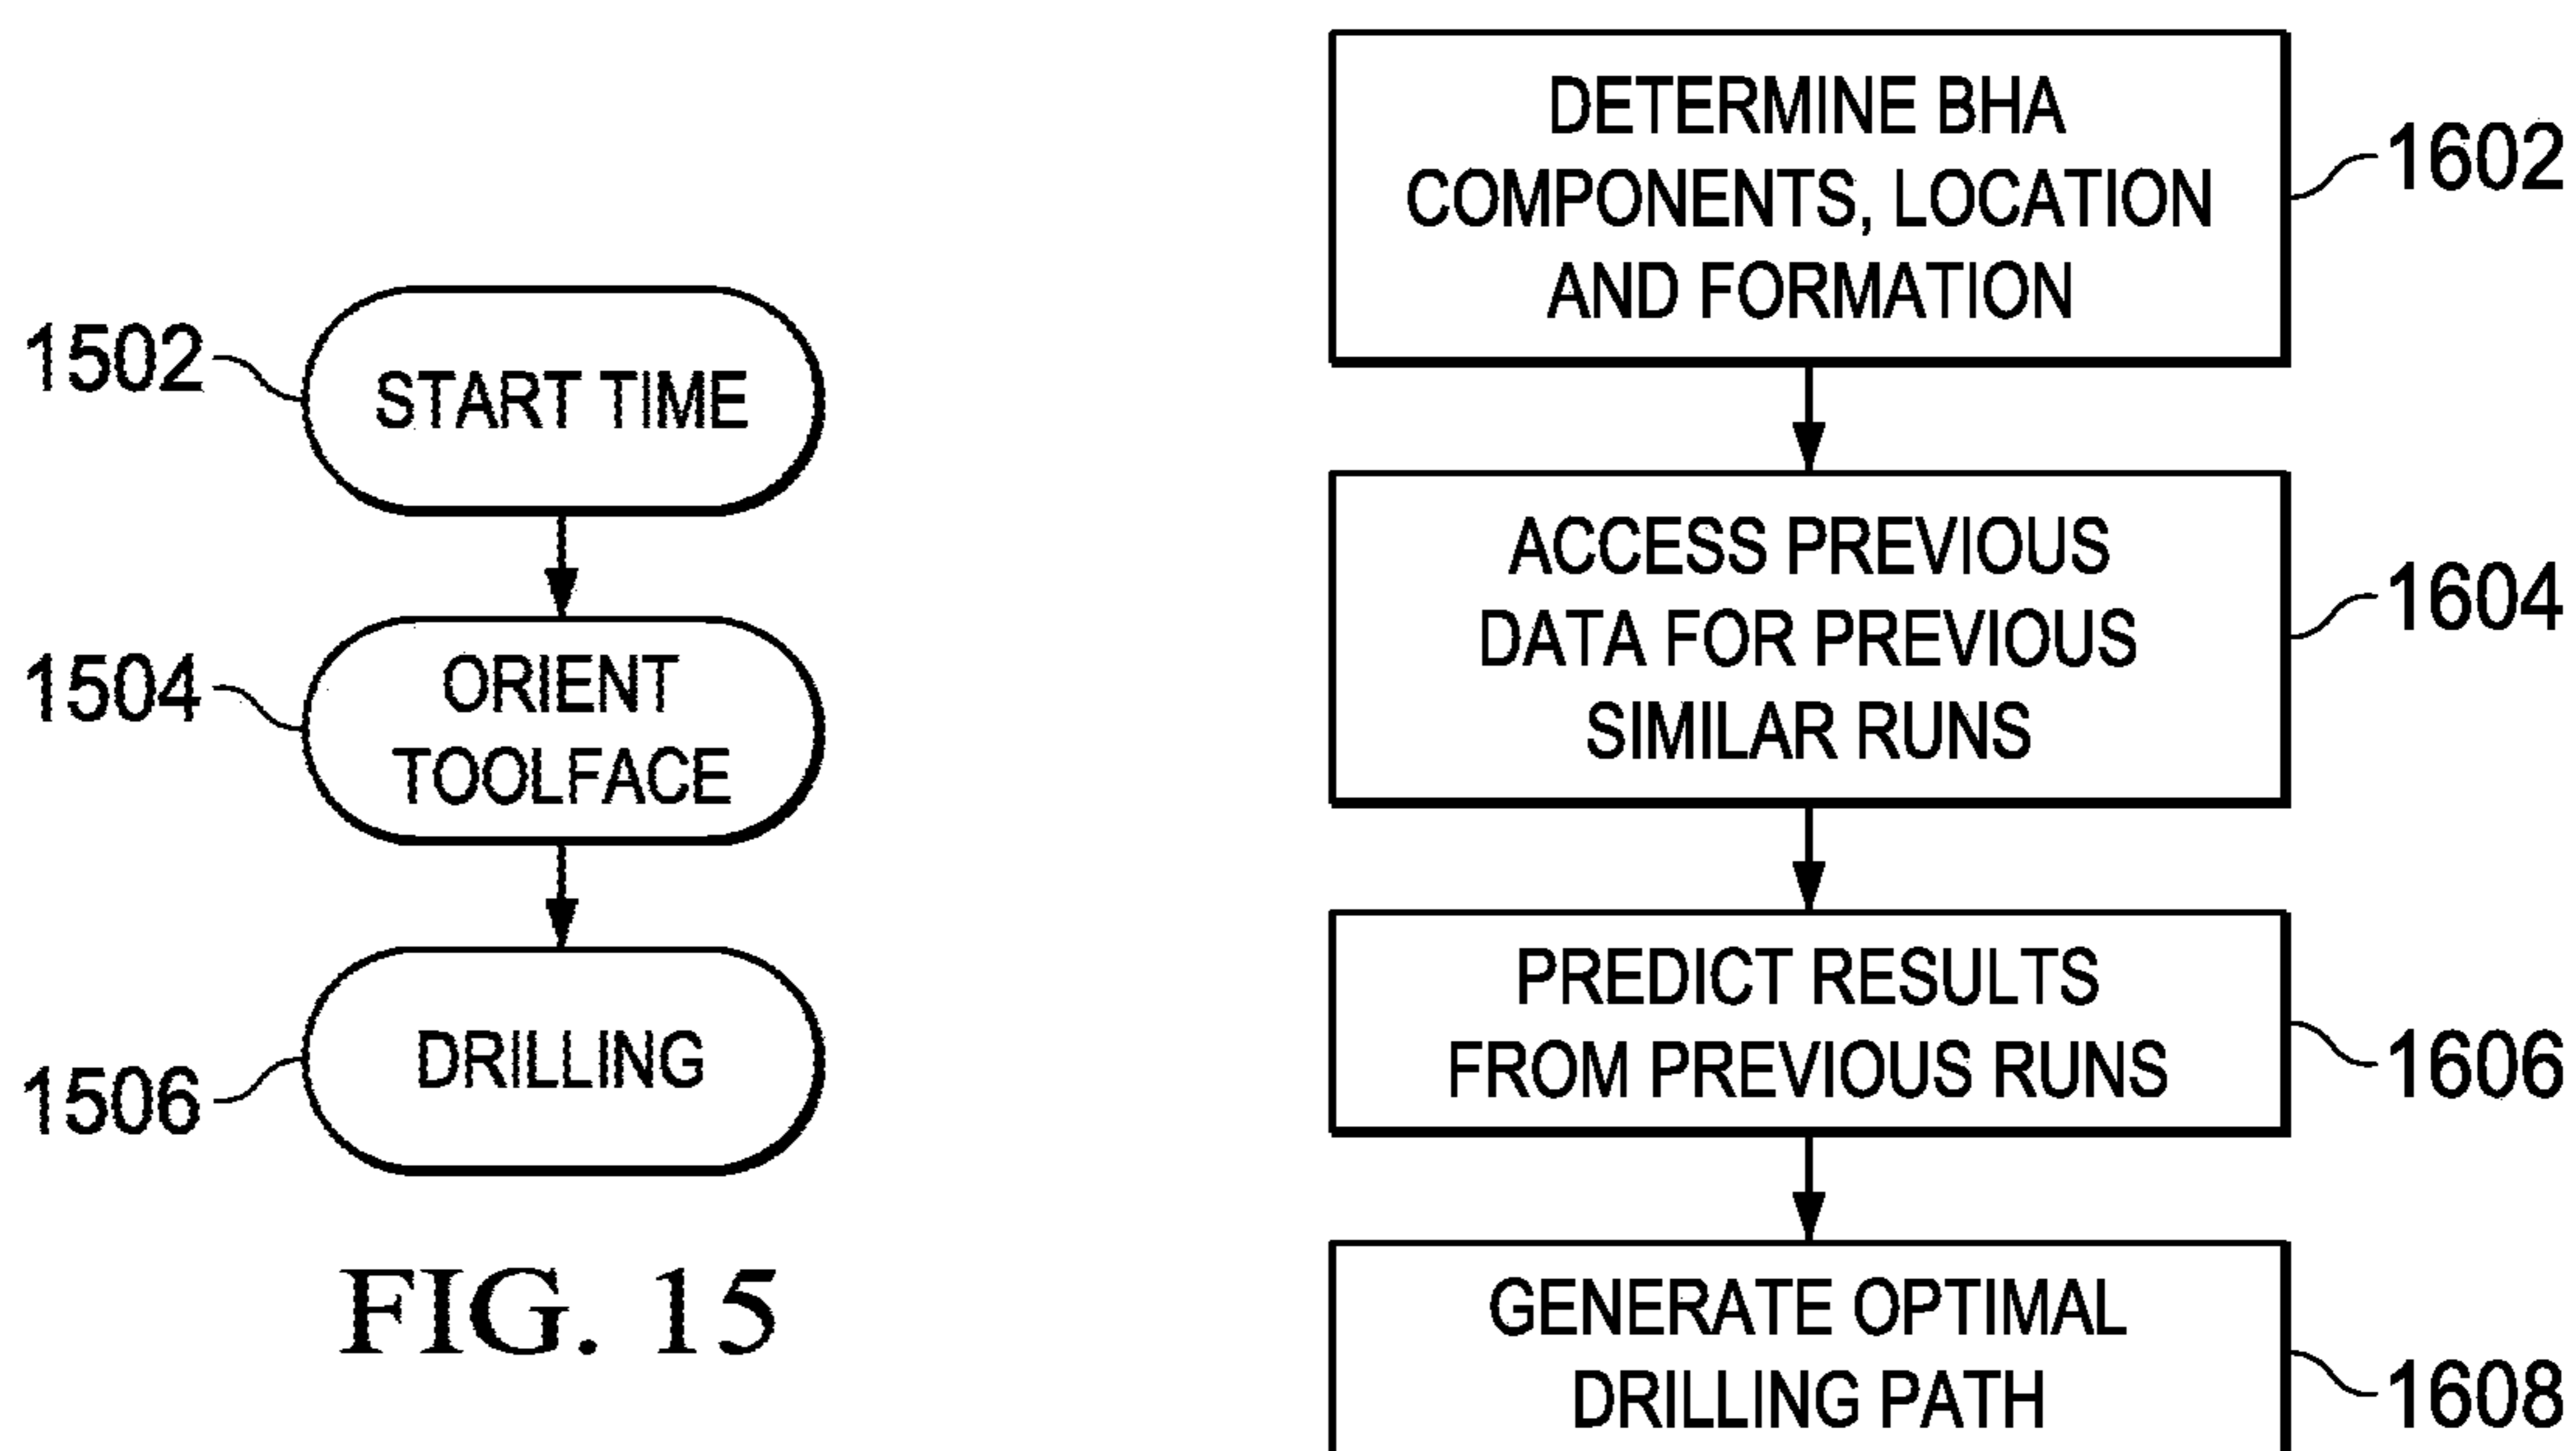 1502
START TIME
1504
ORIENT
TOOLFACE
1506
DRILLING
FIG. 15
DETERMINE BHA
COMPONENTS, LOCATION
AND FORMATION
1602
ACCESS PREVIOUS
DATA FOR PREVIOUS
SIMILAR RUNS
1604
PREDICT RESULTS
FROM PREVIOUS RUNS
1606
GENERATE OPTIMAL
DRILLING PATH
1608